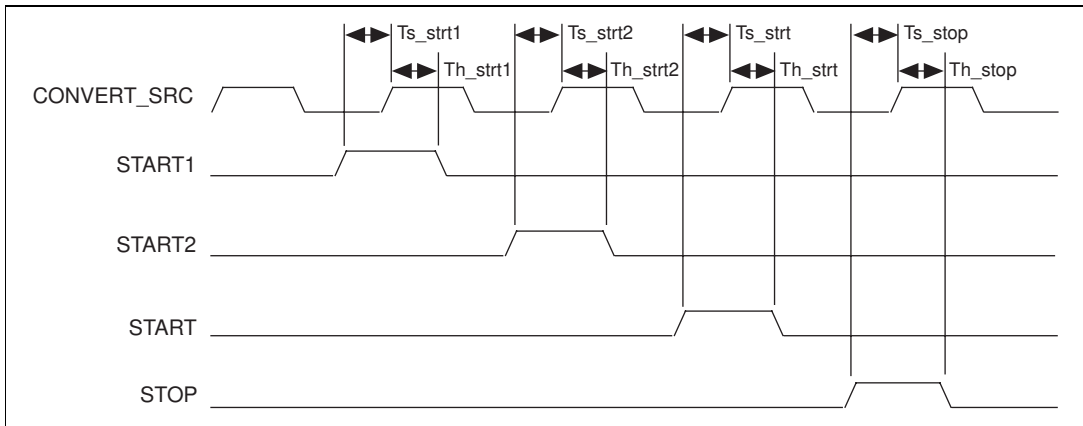 Ts_strt1 Ts_strt2 Ts_strt Ts_stop
Th_strt1 Th_strt2 Th_strt Th_stop
CONVERT_SRC
START1
START2
START
STOP